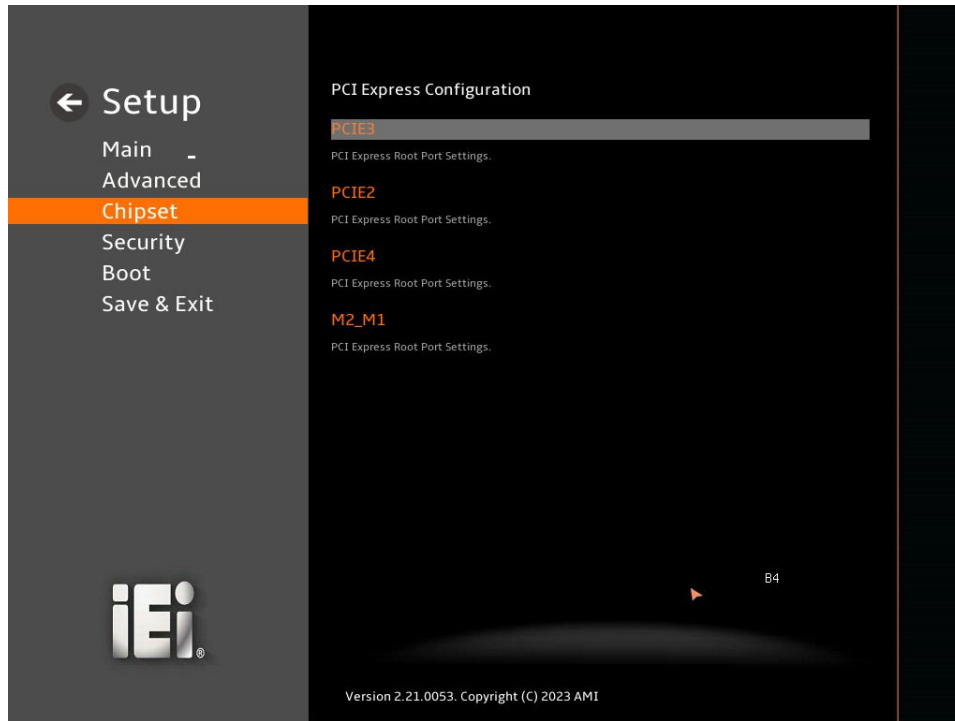 Setup
Main _
Advanced
Chipset
Security
Boot
Save & Exit
iEi®
PCI Express Configuration
PCIE3
PCI Express Root Port Settings.
PCIE2
PCI Express Root Port Settings.
PCIE4
PCI Express Root Port Settings.
M2_M1
PCI Express Root Port Settings.
B4
Version 2.21.0053. Copyright (C) 2023 AMI